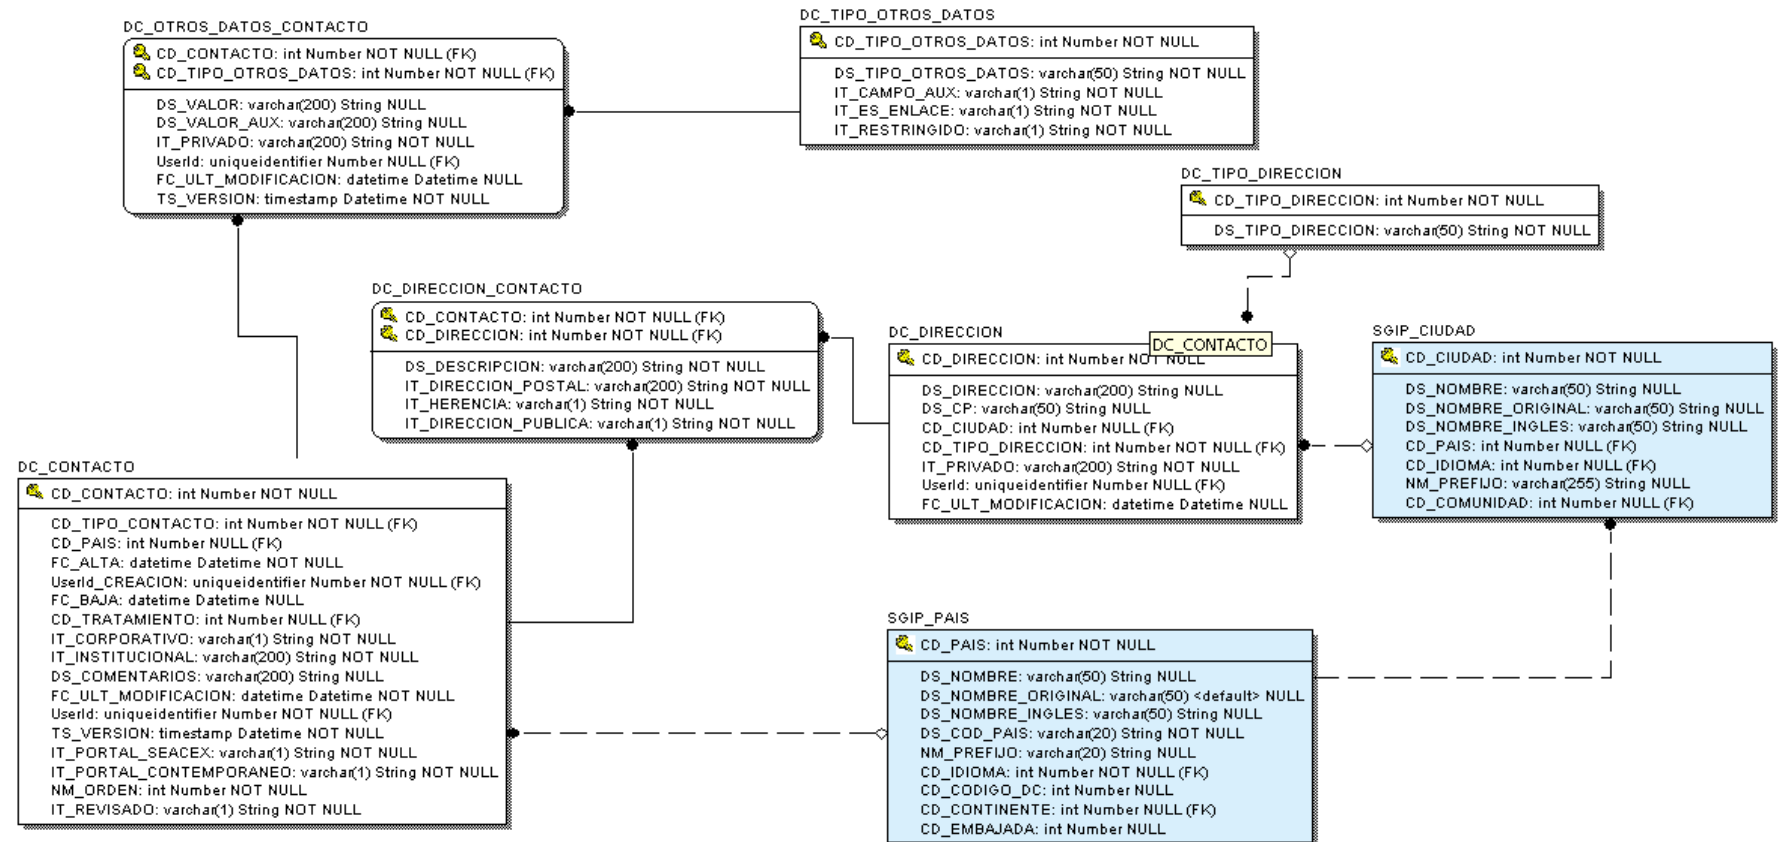 DC_OTROS_DATOS_CONTACTO
CD_CONTACTO: int Number NOT NULL (FK)
CD_TIPO_OTROS_DATOS: int Number NOT NULL (FK)
DS_VALOR: varchar(200) String NULL
DS_VALOR_AUX: varchar(200) String NULL
IT_PRIVADO: varchar(200) String NOT NULL
UserId: uniqueidentifier Number NULL (FK)
FC_ULT_MODIFICACION: datetime Datetime NULL
TS_VERSION: timestamp Datetime NOT NULL
DC_TIPO_OTROS_DATOS
CD_TIPO_OTROS_DATOS: int Number NOT NULL
DS_TIPO_OTROS_DATOS: varchar(50) String NOT NULL
IT_CAMPO_AUX: varchar(1) String NOT NULL
IT_ES_ENLACE: varchar(1) String NOT NULL
IT_RESTRINGIDO: varchar(1) String NOT NULL
DC_TIPO_DIRECCION
CD_TIPO_DIRECCION: int Number NOT NULL
DS_TIPO_DIRECCION: varchar(50) String NOT NULL
DC_DIRECCION_CONTACTO
CD_CONTACTO: int Number NOT NULL (FK)
CD_DIRECCION: int Number NOT NULL (FK)
DS_DESCRIPCION: varchar(200) String NOT NULL
IT_DIRECCION_POSTAL: varchar(200) String NOT NULL
IT_HERENCIA: varchar(1) String NOT NULL
IT_DIRECCION_PUBLICA: varchar(1) String NOT NULL
DC_DIRECCION
DC_CONTACTO
CD_DIRECCION: int Number NOT NULL
DS_DIRECCION: varchar(200) String NULL
DS_CP: varchar(50) String NULL
CD_CIUDAD: int Number NULL (FK)
CD_TIPO_DIRECCION: int Number NOT NULL (FK)
IT_PRIVADO: varchar(200) String NOT NULL
UserId: uniqueidentifier Number NULL (FK)
FC_ULT_MODIFICACION: datetime Datetime NULL
SGIP_CIUDAD
CD_CIUDAD: int Number NOT NULL
DS_NOMBRE: varchar(50) String NULL
DS_NOMBRE_ORIGINAL: varchar(50) String NULL
DS_NOMBRE_INGLES: varchar(50) String NULL
CD_PAIS: int Number NULL (FK)
CD_IDIOMA: int Number NULL (FK)
NM_PREFIJO: varchar(255) String NULL
CD_COMUNIDAD: int Number NULL (FK)
DC_CONTACTO
CD_CONTACTO: int Number NOT NULL
CD_TIPO_CONTACTO: int Number NOT NULL (FK)
CD_PAIS: int Number NULL (FK)
FC_ALTA: datetime Datetime NOT NULL
UserId_CREACION: uniqueidentifier Number NOT NULL (FK)
FC_BAJA: datetime Datetime NULL
CD_TRATAMIENTO: int Number NULL (FK)
IT_CORPORATIVO: varchar(1) String NOT NULL
IT_INSTITUCIONAL: varchar(200) String NOT NULL
DS_COMENTARIOS: varchar(200) String NULL
FC_ULT_MODIFICACION: datetime Datetime NOT NULL
UserId: uniqueidentifier Number NOT NULL (FK)
TS_VERSION: timestamp Datetime NOT NULL
IT_PORTAL_SEACEX: varchar(1) String NOT NULL
IT_PORTAL_CONTEMPORANEO: varchar(1) String NOT NULL
NM_ORDEN: int Number NOT NULL
IT_REVISADO: varchar(1) String NOT NULL
SGIP_PAIS
CD_PAIS: int Number NOT NULL
DS_NOMBRE: varchar(50) String NULL
DS_NOMBRE_ORIGINAL: varchar(50) <default> NULL
DS_NOMBRE_INGLES: varchar(50) String NULL
DS_COD_PAIS: varchar(20) String NOT NULL
NM_PREFIJO: varchar(20) String NULL
CD_IDIOMA: int Number NOT NULL (FK)
CD_CODIGO_DC: int Number NULL
CD_CONTINENTE: int Number NULL (FK)
CD_EMBAJADA: int Number NULL